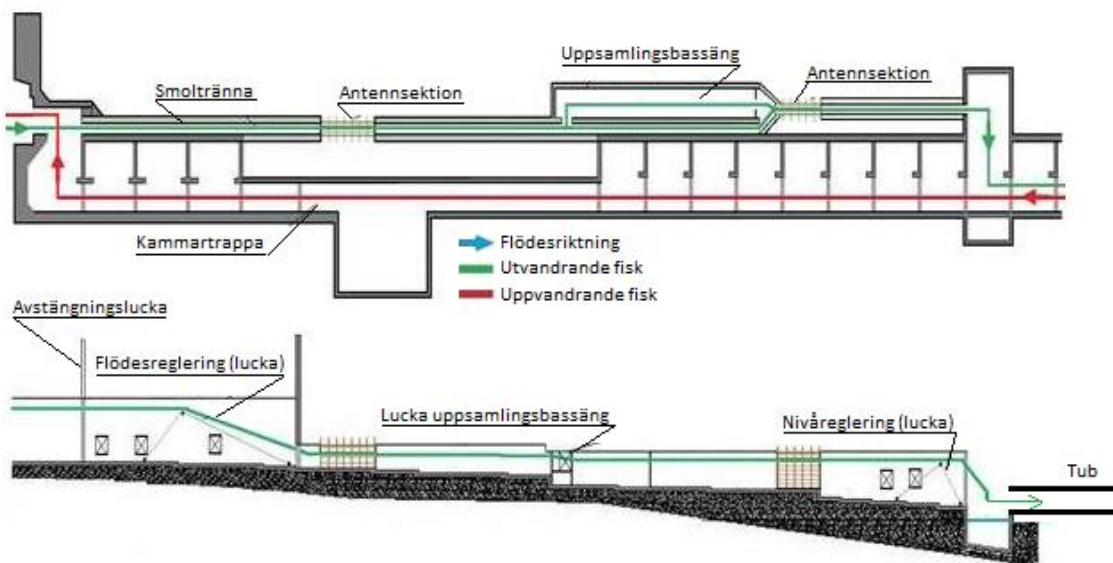 Uppsamlingsbassäng
Antennsektion
Smoltränna
Antennsektion
Kammartrappa
Flödesriktning
Utvandrande fisk
Uppvandrande fisk
Avstängningslucka
Flödesreglering (lucka)
Lucka uppsamlingsbassäng
Nivåreglering (lucka)
Tub